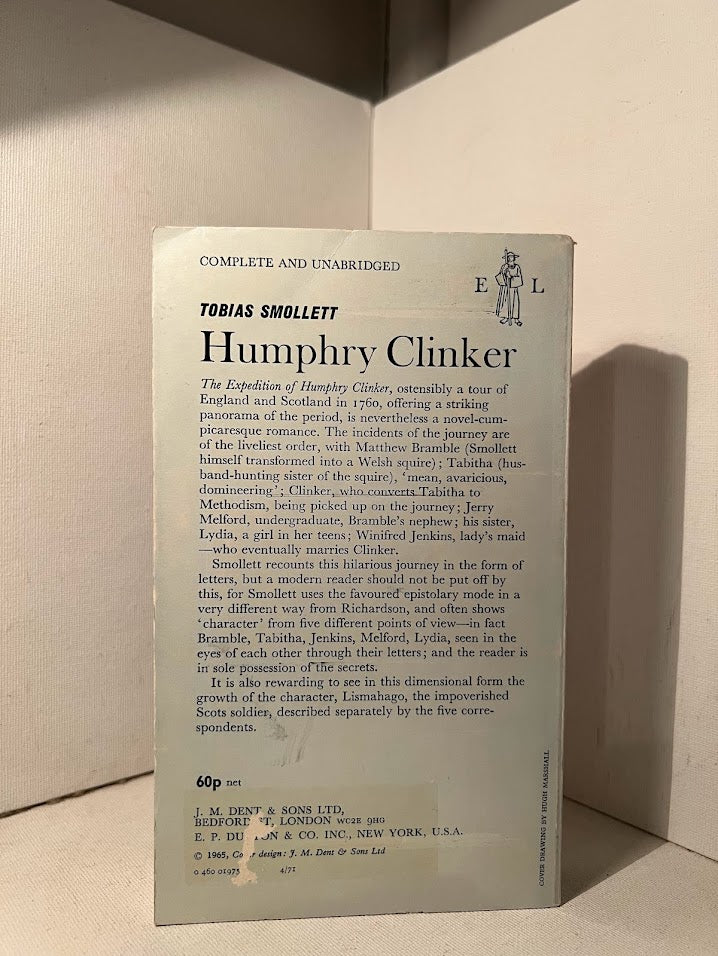 COMPLETE AND UNABRIDGED
E L
TOBIAS SMOLLETT
Humphry Clinker
The Expedition of Humphry Clinker, ostensibly a tour of
England and Scotland in 1760, offering a striking
panorama of the period, is nevertheless a novel-cum-
picaresque romance. The incidents of the journey are
of the liveliest order, with Matthew Bramble (Smollett
himself transformed into a Welsh squire); Tabitha (hus-
band-hunting sister of the squire), ‘mean, avaricious,
domineering’; Clinker, who converts Tabitha to
Methodism, being picked up on the journey; Jerry
Melford, undergraduate, Bramble’s nephew; his sister,
Lydia, a girl in her teens; Winifred Jenkins, lady’s maid
—who eventually marries Clinker.
Smollett recounts this hilarious journey in the form of
letters, but a modern reader should not be put off by
this, for Smollett uses the favoured epistolary mode in a
very different way from Richardson, and often shows
‘character’ from five different points of view—in fact
Bramble, Tabitha, Jenkins, Melford, Lydia, seen in the
eyes of each other through their letters; and the reader is
in sole possession of the secrets.
It is also rewarding to see in this dimensional form the
growth of the character, Lismahago, the impoverished
Scots soldier, described separately by the five corre-
spondents.
60p net
J. M. DENT & SONS LTD,
BEDFORD ST, LONDON WC2E 9HG
E. P. & CO. INC., NEW YORK, U.S.A.
© 1965, design: J. M. Dent & Sons Ltd
0 460 01975 4/71
COVER DRAWING BY HUGH MARSHALL